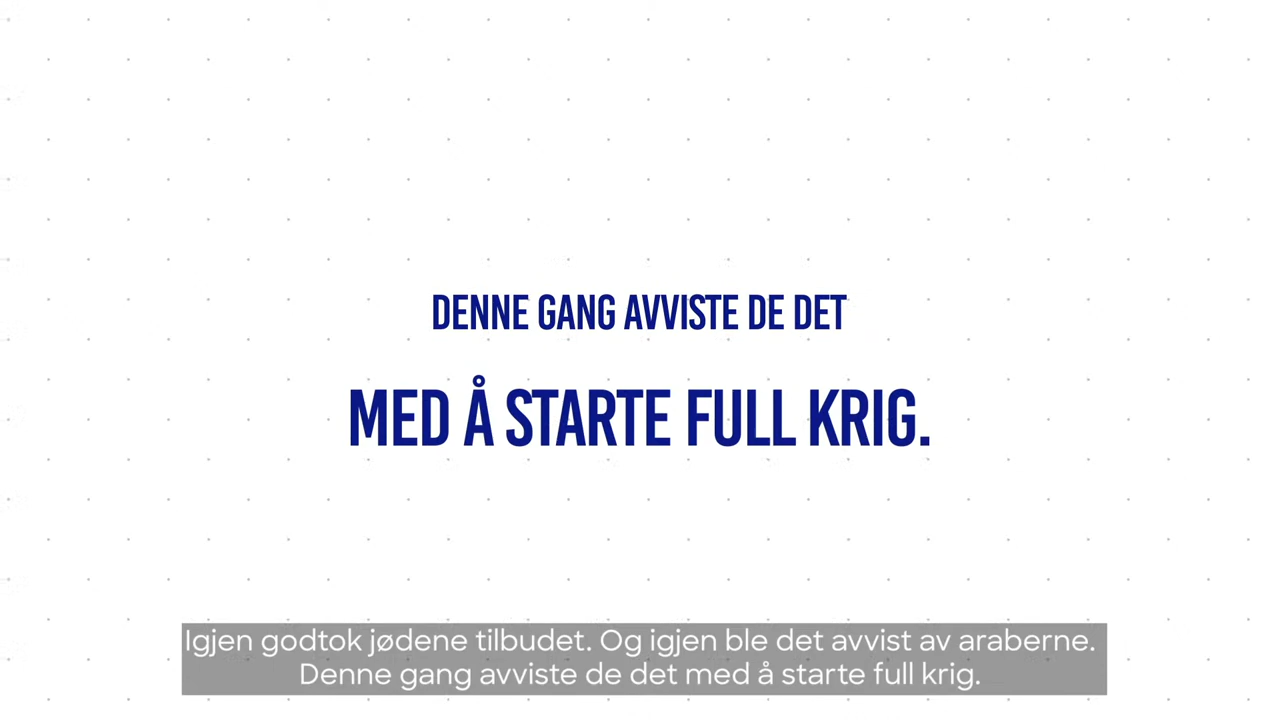 DENNE GANG AVVISTE DE DET
MED Å STARTE FULL KRIG.
Igjen godtok jødene tilbudet. Og igjen ble det avvist av araberne.
Denne gang avviste de det med å starte full krig.